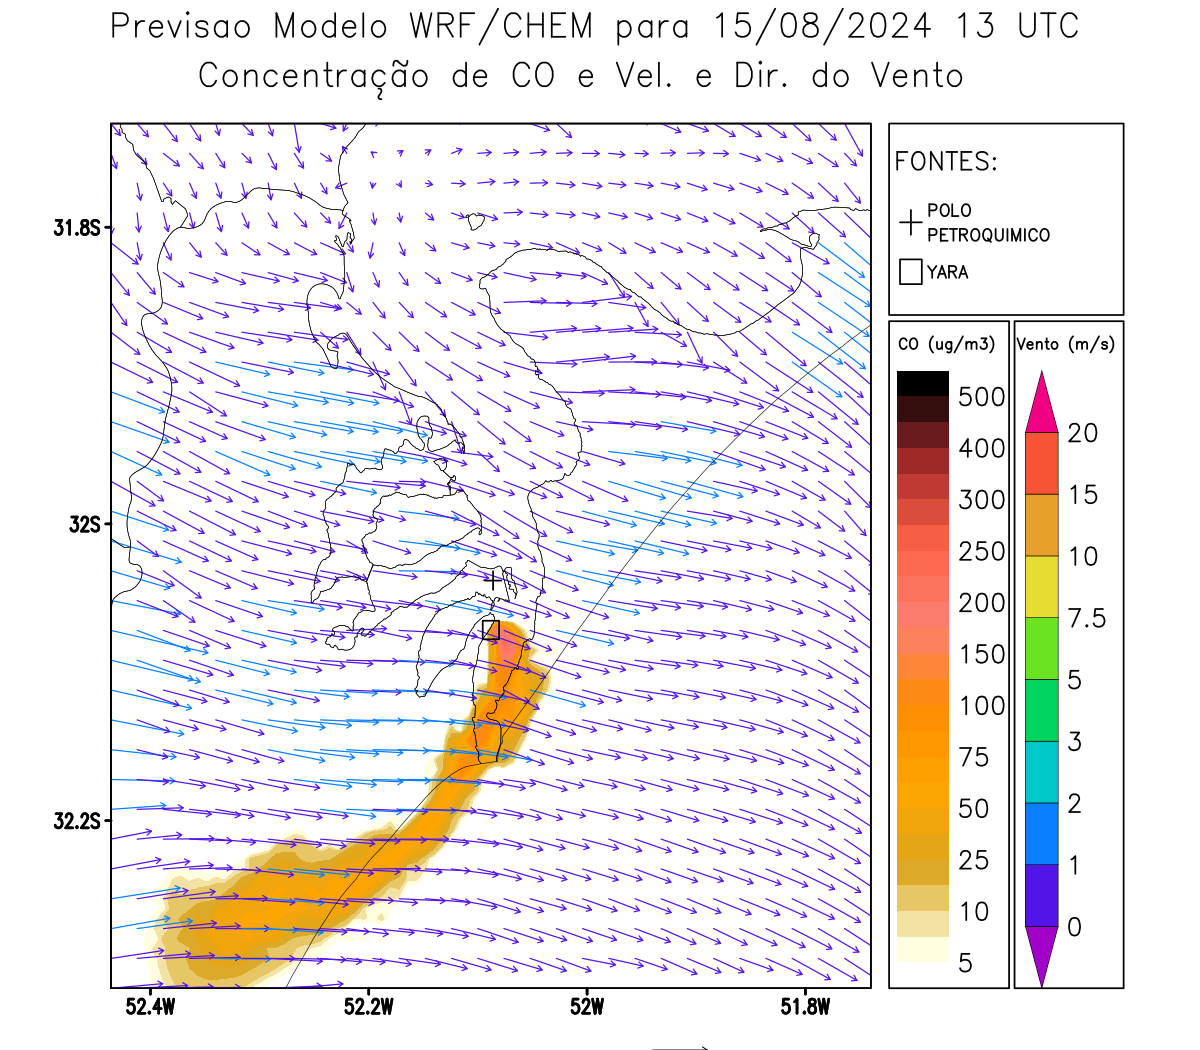 Previsao Modelo WRF/CHEM para 15/08/2024 13 UTC
Concentração de CO e Vel. e Dir. do Vento
FONTES:
POLO
PETROQUIMICO
YARA
CO (ug/m3)
500
400
300
250
200
150
100
75
50
25
10
5
Vento (m/s)
20
15
10
7.5
5
3
2
1
0
31.8S
32S
32.2S
52.4W
52.2W
52W
51.8W